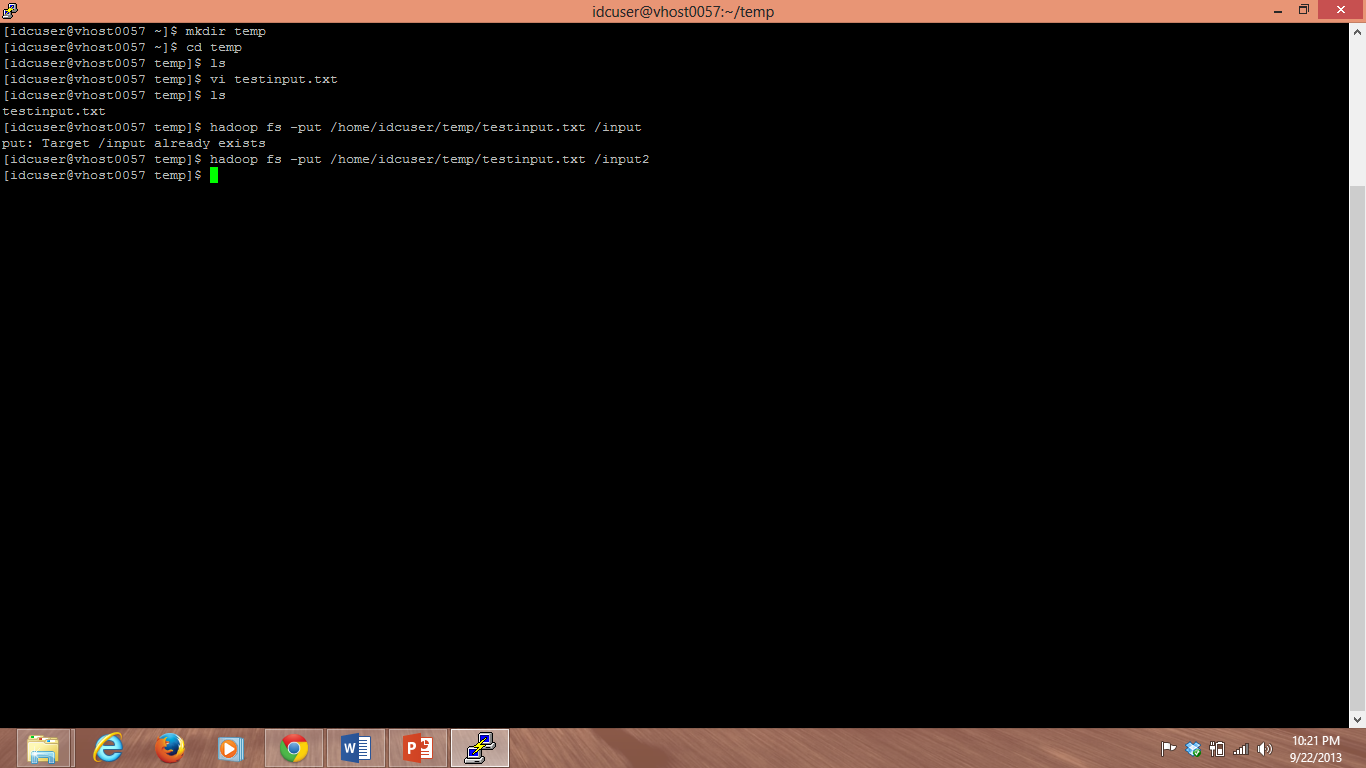 idcuser@vhost0057:~/temp
[idcuser@vhost0057 ~]$ mkdir temp
[idcuser@vhost0057 ~]$ cd temp
[idcuser@vhost0057 temp]$ ls
[idcuser@vhost0057 temp]$ vi testinput.txt
[idcuser@vhost0057 temp]$ ls
testinput.txt
[idcuser@vhost0057 temp]$ hadoop fs -put /home/idcuser/temp/testinput.txt /input
put: Target /input already exists
[idcuser@vhost0057 temp]$ hadoop fs -put /home/idcuser/temp/testinput.txt /input2
[idcuser@vhost0057 temp]$
10:21 PM
9/22/2013